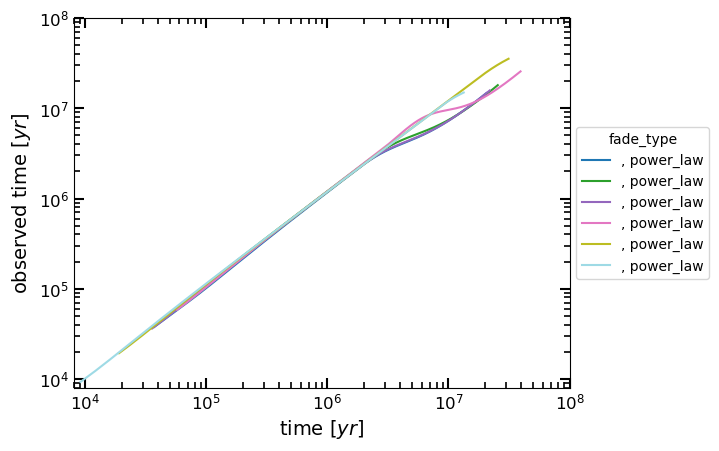 observed time [yr]
10^8
10^7
10^6
10^5
10^4
10^4 10^5 10^6 10^7 10^8
time [yr]
fade_type
, power_law
, power_law
, power_law
, power_law
, power_law
, power_law